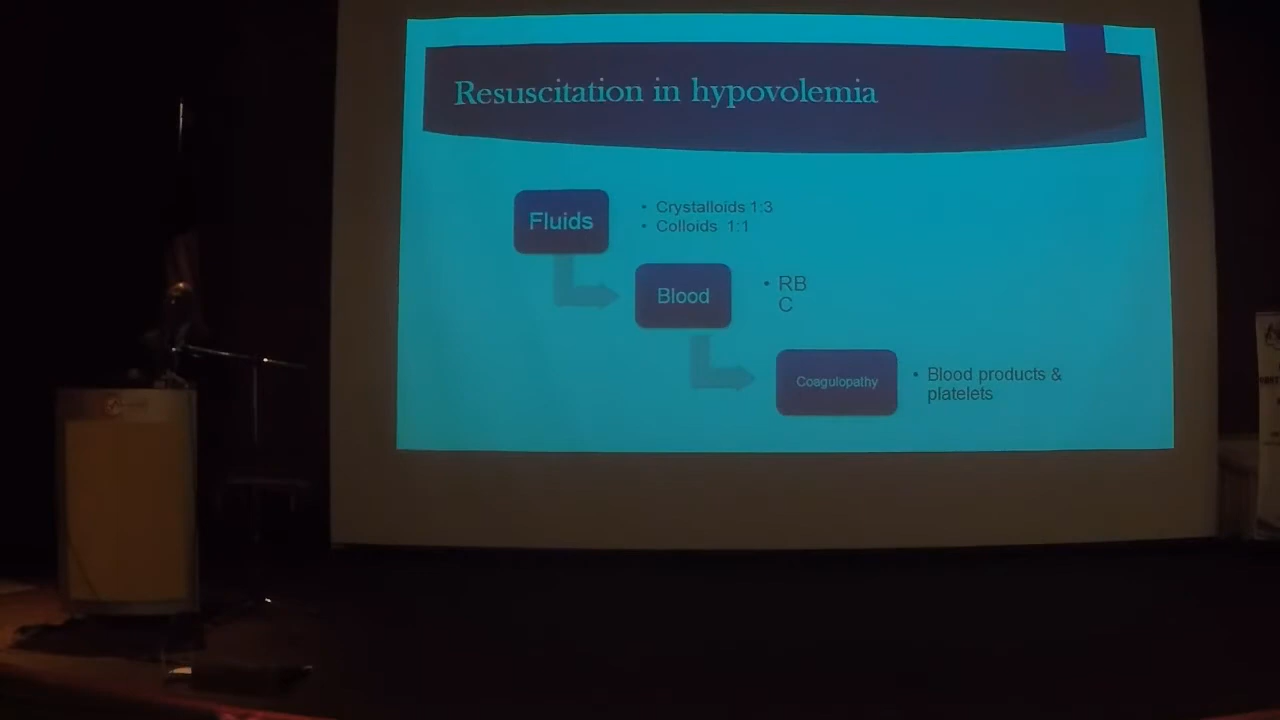 Resuscitation in hypovolemia
Fluids
• Crystalloids 1:3
• Colloids 1:1
Blood
• RB
C
Coagulopathy
• Blood products &
platelets